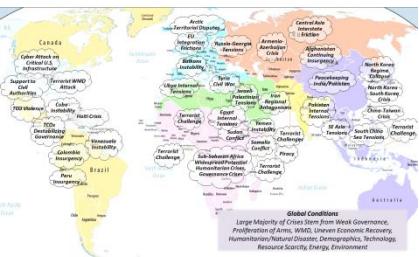 Arctic
Territorial Disputes
Central Asia
Interstate
Friction
EU
Integration
Frictions
Russia-Georgia
Tensions
Armenia-
Azerbaijan
Crisis
Canada
Afghanistan
Continuing
Insurgency
North Korea
Regime
Collapse
Cyber Attack on
Critical U.S.
Infrastructure
Balkans
Instability
Syria
Civil War
Peacekeeping
India/Pakistan
North Korea
South Korea
Crisis
Support to
Civil
Authorities
Terrorist WMD
Attack
Libya Internal
Tensions
Israeli
Palestinian
Tensions
Iran
Regional
Antagonism
Pakistan
Internal
Tensions
China-Taiwan
Crisis
TCO Violence
Cuba
Instability
Haiti Crisis
Terrorist
Challenge
Egypt
Internal
Tensions
Yemen
Instability
SE Asia
Tensions
South China
Sea Tensions
Terrorist
Challenge
TCOs
Destabilizing
Governance
Venezuela
Instability
Sudan
Conflict
Terrorist
Challenge
Somalia
Conflict
Piracy
Colombia
Insurgency
Terrorist
Challenge
Sub-Saharan Africa
Widespread Potential
Humanitarian Crises,
Governance Crises
Terrorist
Challenge
Peru
Insurgency
Brazil
Australia
Global Conditions
Large Majority of Crises Stem from Weak Governance,
Proliferation of Arms, WMD, Uneven Economic Recovery,
Humanitarian/Natural Disaster, Demographics, Technology,
Resource Scarcity, Energy, Environment